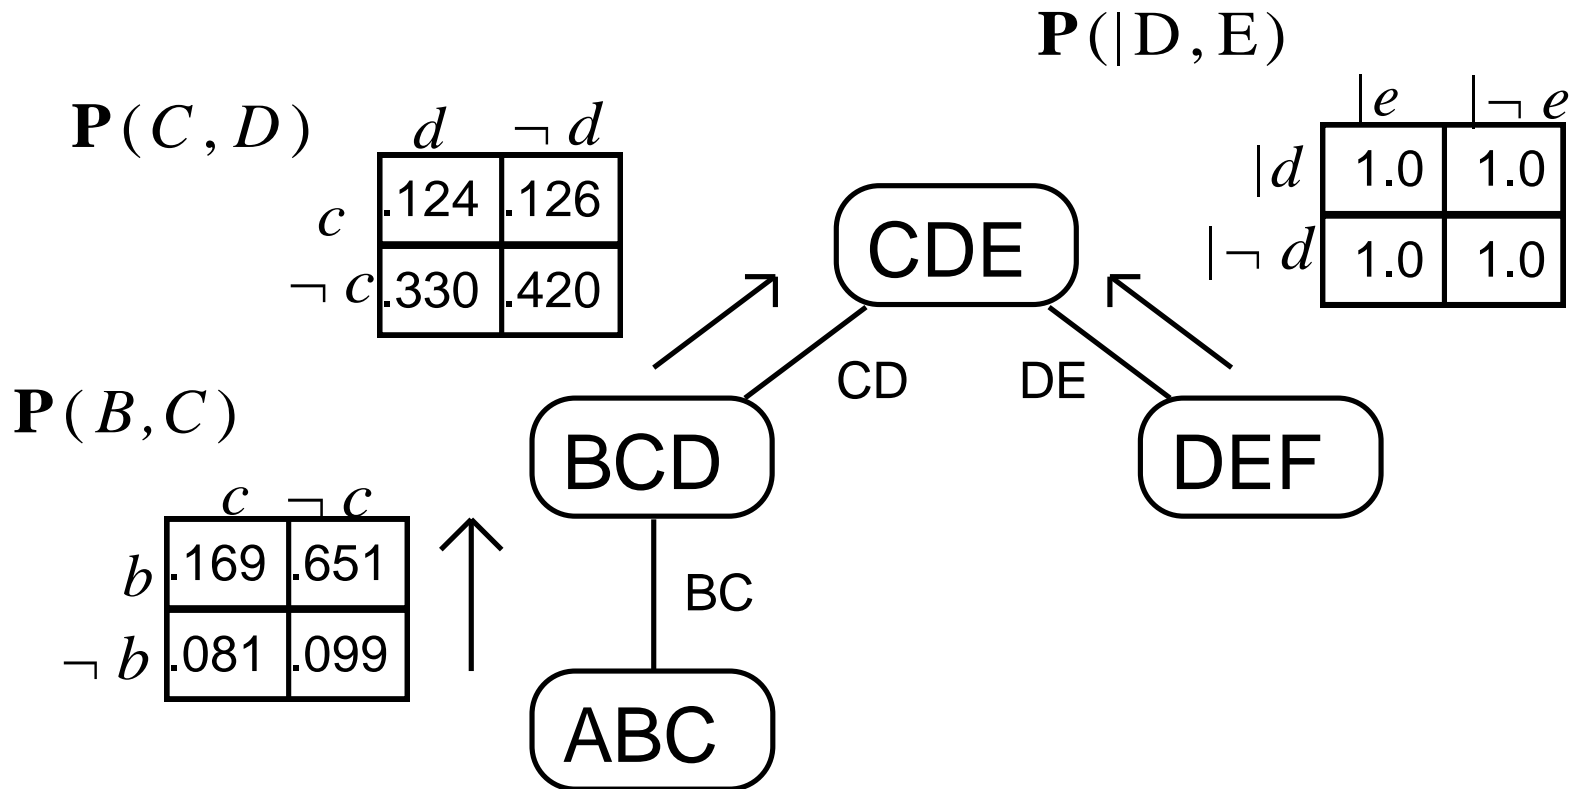 P(|D,E)
|e |¬ e
|d 1.0 1.0
|¬ d 1.0 1.0
P(C,D)
d ¬ d
c .124 .126
¬ c .330 .420
CDE
CD DE
P(B,C)
BCD DEF
c ¬ c
b .169 .651
¬ b .081 .099
BC
ABC